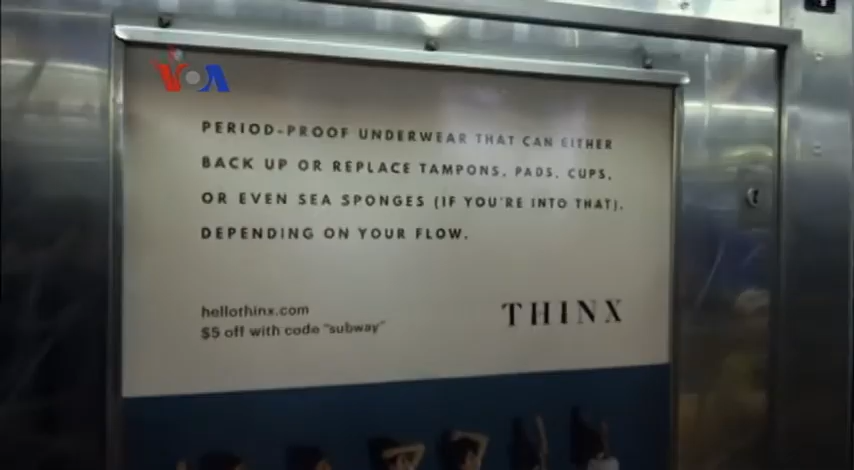 VOA
PERIOD-PROOF UNDERWEAR THAT CAN EITHER
BACK UP OR REPLACE TAMPONS, PADS, CUPS,
OR EVEN SEA SPONGES (IF YOU'RE INTO THAT),
DEPENDING ON YOUR FLOW.
hellothinx.com
$5 off with code "subway"
THINX